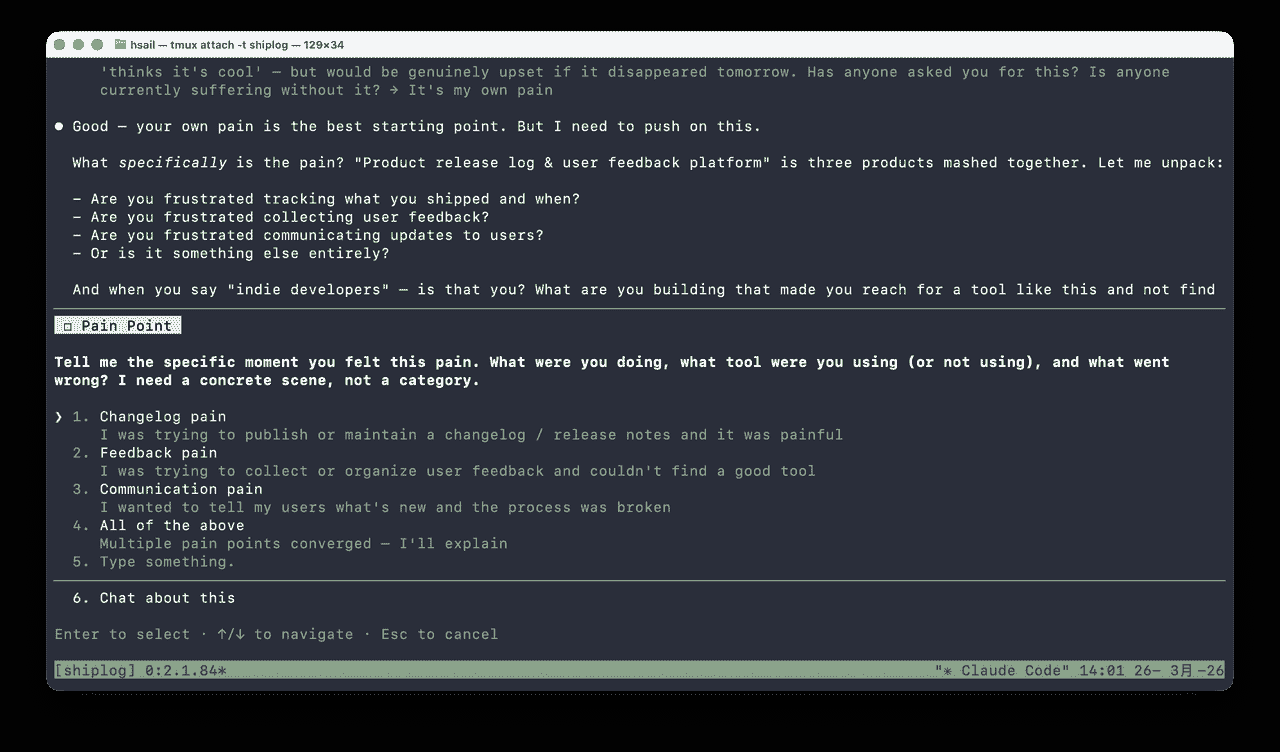 hsail — tmux attach -t shiplog — 129×34
'thinks it's cool' — but would be genuinely upset if it disappeared tomorrow. Has anyone asked you for this? Is anyone
currently suffering without it? → It's my own pain
● Good — your own pain is the best starting point. But I need to push on this.
What specifically is the pain? "Product release log & user feedback platform" is three products mashed together. Let me unpack:
- Are you frustrated tracking what you shipped and when?
- Are you frustrated collecting user feedback?
- Are you frustrated communicating updates to users?
- Or is it something else entirely?
And when you say "indie developers" — is that you? What are you building that made you reach for a tool like this and not find
☐ Pain Point
Tell me the specific moment you felt this pain. What were you doing, what tool were you using (or not using), and what went
wrong? I need a concrete scene, not a category.
❯ 1. Changelog pain
I was trying to publish or maintain a changelog / release notes and it was painful
2. Feedback pain
I was trying to collect or organize user feedback and couldn't find a good tool
3. Communication pain
I wanted to tell my users what's new and the process was broken
4. All of the above
Multiple pain points converged — I'll explain
5. Type something.
6. Chat about this
Enter to select · ↑/↓ to navigate · Esc to cancel
[shiplog] 0:2.1.84* "✳ Claude Code" 14:01 26- 3月-26